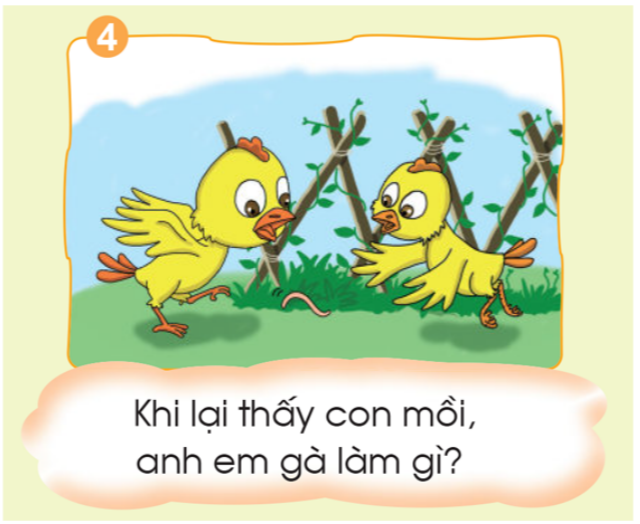 4
Khi lại thấy con mồi,
anh em gà làm gì?